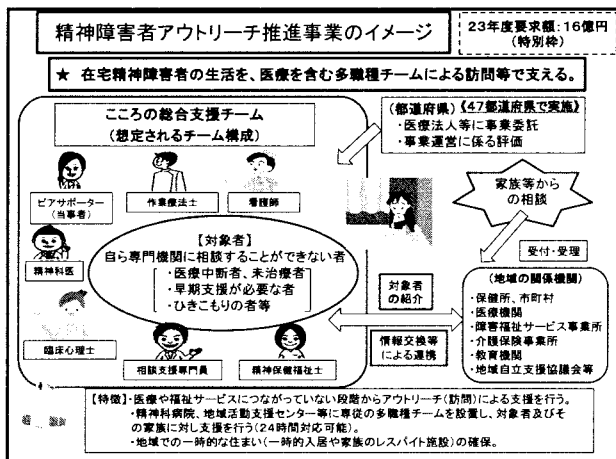 精神障害者アウトリーチ推進事業のイメージ
23年度要求額:16億円
(特別枠)
★ 在宅精神障害者の生活を、医療を含む多職種チームによる訪問等で支える。
こころの総合支援チーム
(想定されるチーム構成)
ピアサポーター
(当事者)
作業療法士
看護師
精神科医
臨床心理士
相談支援専門員
精神保健福祉士
【対象者】
自ら専門機関に相談することができない者
・医療中断者、未治療者
・早期支援が必要な者
・ひきこもりの者等
(都道府県)《47都道府県で実施》
・医療法人等に事業委託
・事業運営に係る評価
家族等から
の相談
受付・受理
対象者
の紹介
情報交換等
による連携
(地域の関係機関)
・保健所、市町村
・医療機関
・障害福祉サービス事業所
・介護保険事業所
・教育機関
・地域自立支援協議会等
【特徴】・医療や福祉サービスにつながっていない段階からアウトリーチ(訪問)による支援を行う。
・精神科病院、地域活動支援センター等に専従の多職種チームを設置し、対象者及びそ
の家族に対し支援を行う(24時間対応可能)。
・地域での一時的な住まい(一時的入居や家族のレスパイト施設)の確保。